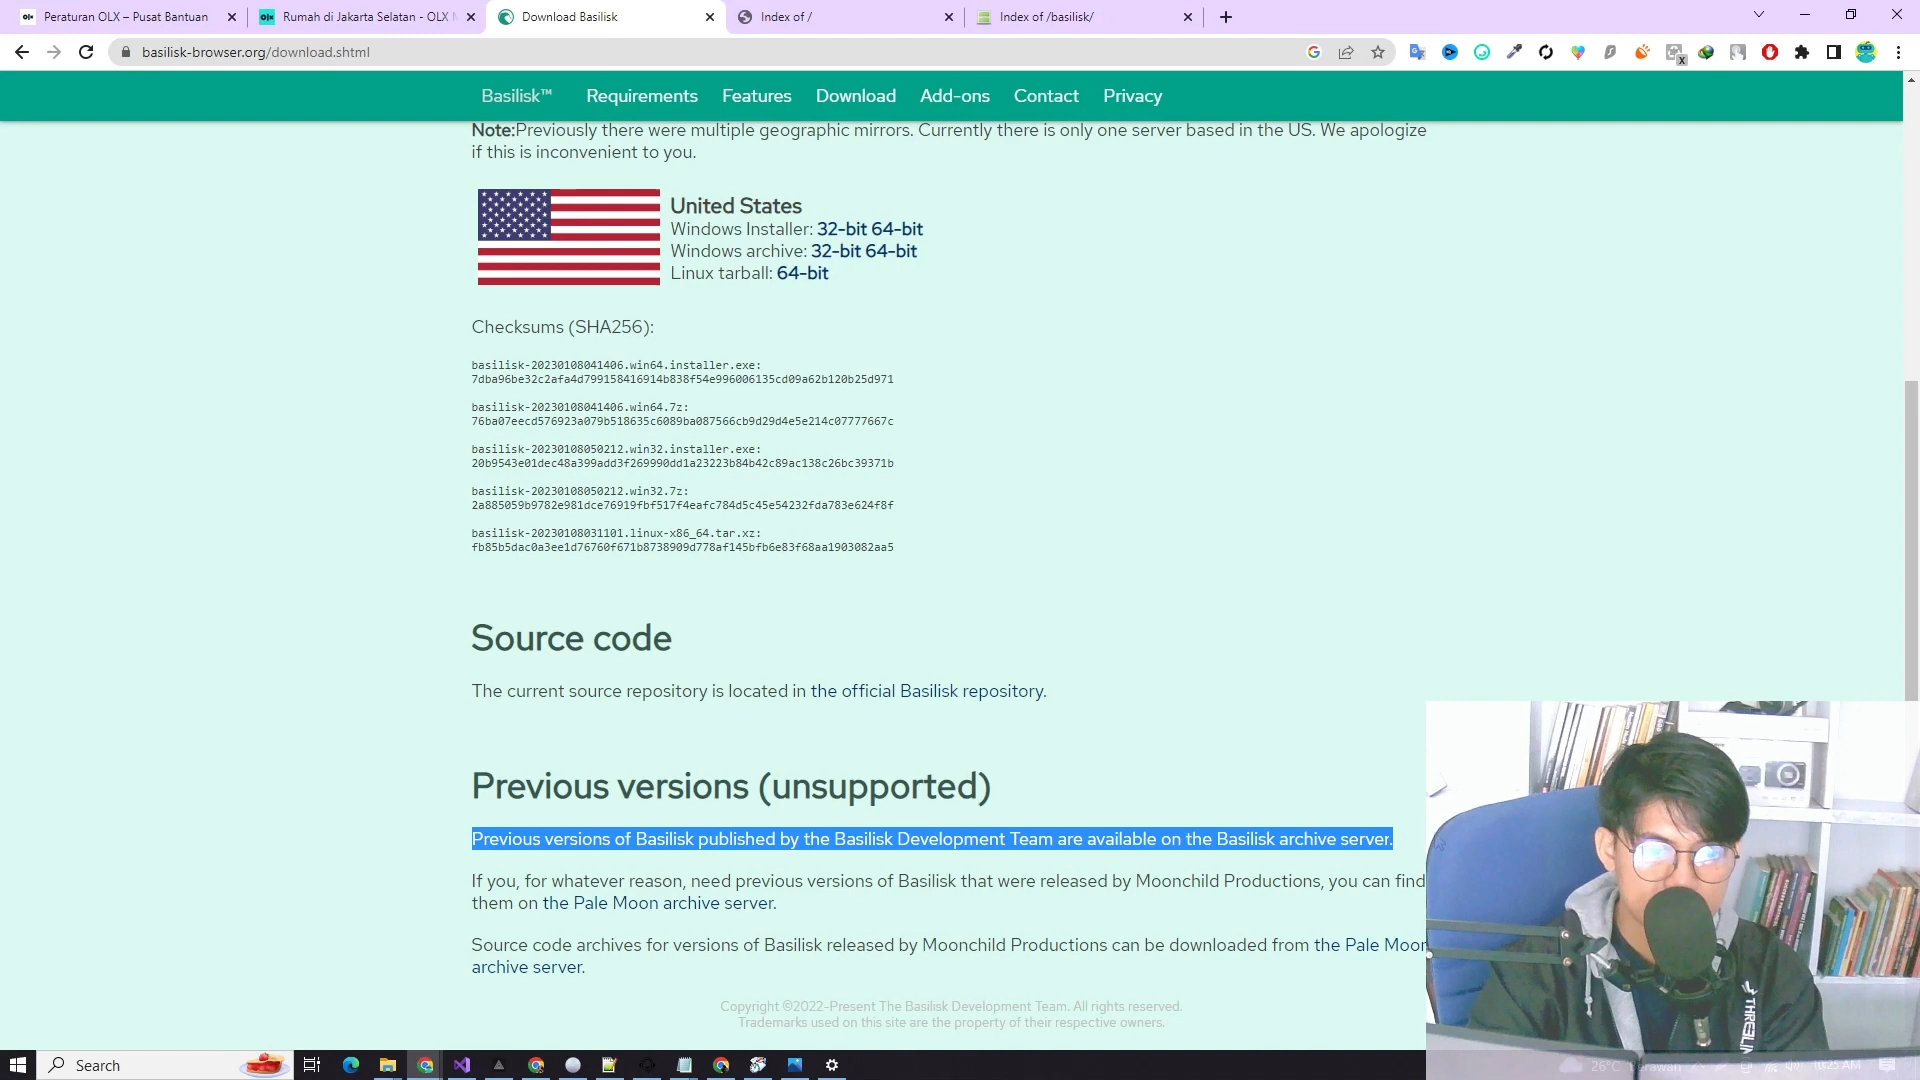 Peraturan OLX – Pusat Bantuan
Rumah di Jakarta Selatan - OLX
Download Basilisk
Index of /
Index of /basilisk/
basilisk-browser.org/download.shtml
Basilisk™ Requirements Features Download Add-ons Contact Privacy
Note:Previously there were multiple geographic mirrors. Currently there is only one server based in the US. We apologize
if this is inconvenient to you.
United States
Windows Installer: 32-bit 64-bit
Windows archive: 32-bit 64-bit
Linux tarball: 64-bit
Checksums (SHA256):
basilisk-20230108041406.win64.installer.exe:
7dba96be32c2afa4d799158416914b838f54e996006135cd09a62b120b25d971
basilisk-20230108041406.win64.7z:
76ba07eecd576923a079b518635c6089ba087566cb9d29d4e5e214c07777667c
basilisk-20230108050212.win32.installer.exe:
20b9543e01dec48a399add3f269990dd1a23223b84b42c89ac138c26bc39371b
basilisk-20230108050212.win32.7z:
2a885059b9782e981dce76919fbf517f4eafc784d5c45e54232fda783e624f8f
basilisk-20230108031101.linux-x86_64.tar.xz:
fb85b5dac0a3ee1d76760f671b8738909d778af145bfb6e83f68aa1903082aa5
Source code
The current source repository is located in the official Basilisk repository.
Previous versions (unsupported)
Previous versions of Basilisk published by the Basilisk Development Team are available on the Basilisk archive server.
If you, for whatever reason, need previous versions of Basilisk that were released by Moonchild Productions, you can find
them on the Pale Moon archive server.
Source code archives for versions of Basilisk released by Moonchild Productions can be downloaded from the Pale Moon
archive server.
Copyright ©2022-Present The Basilisk Development Team. All rights reserved.
Trademarks used on this site are the property of their respective owners.
Search
26°C Berawan
10:25 AM